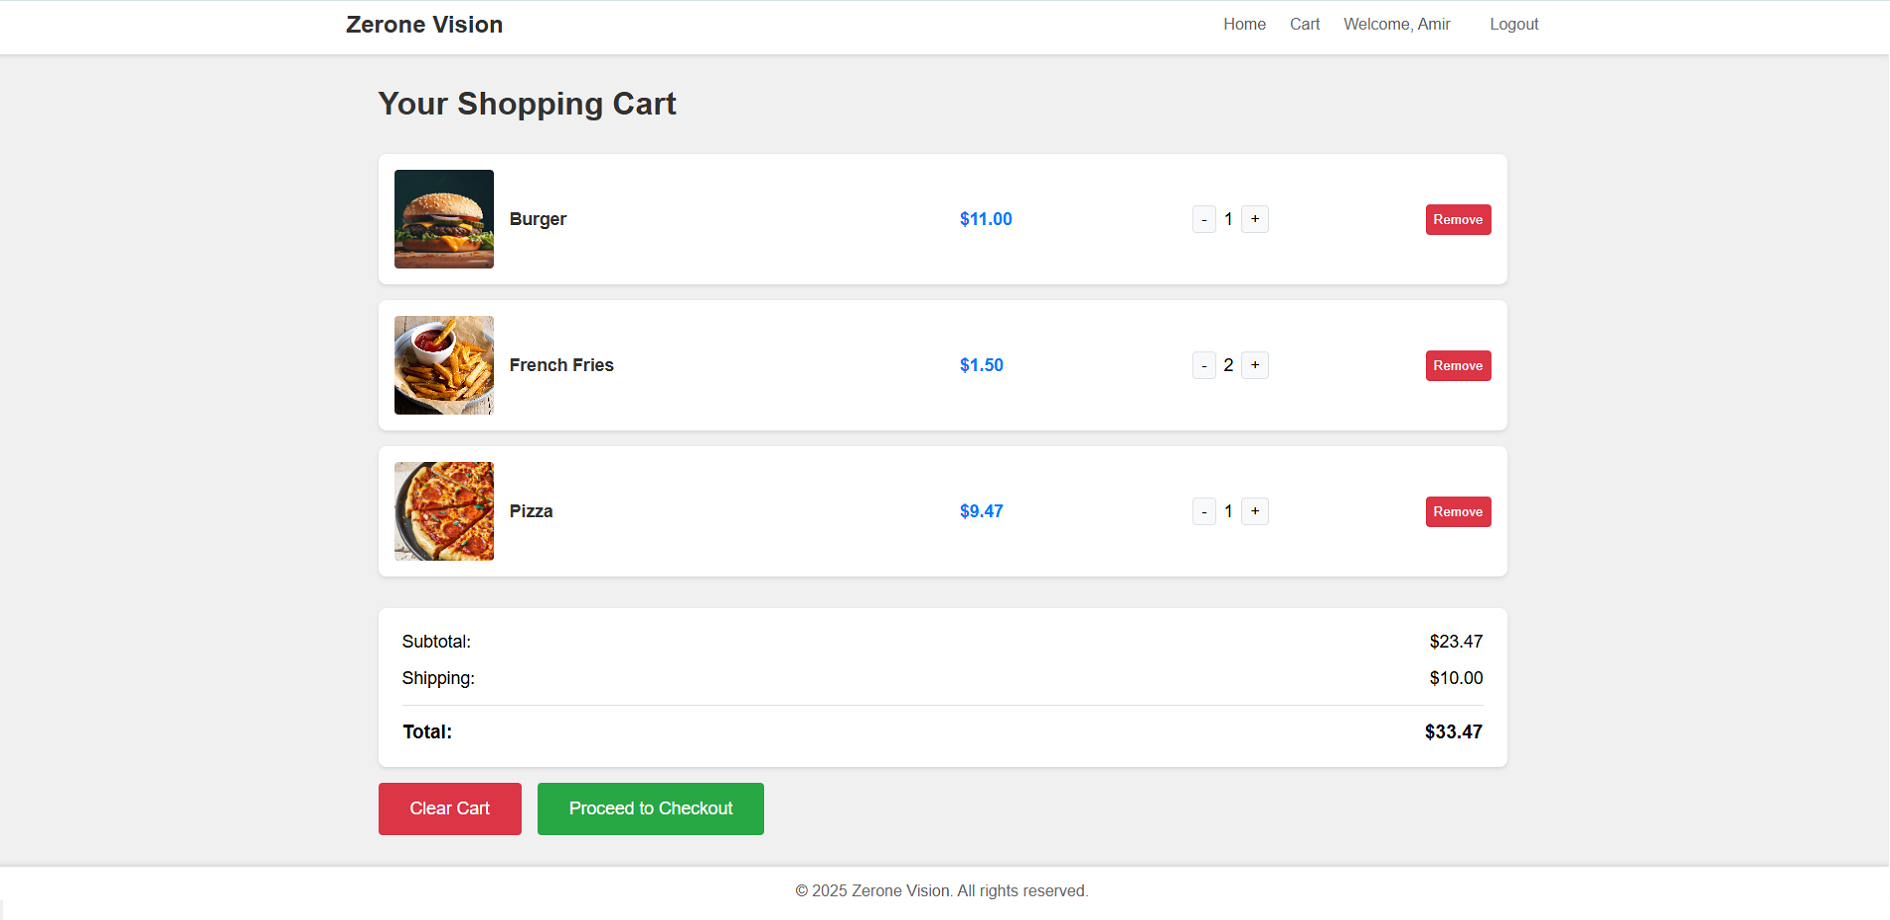 Zerone Vision Home Cart Welcome, Amir Logout
Your Shopping Cart
Burger $11.00 - 1 + Remove
French Fries $1.50 - 2 + Remove
Pizza $9.47 - 1 + Remove
Subtotal: $23.47
Shipping: $10.00
Total: $33.47
Clear Cart Proceed to Checkout
© 2025 Zerone Vision. All rights reserved.